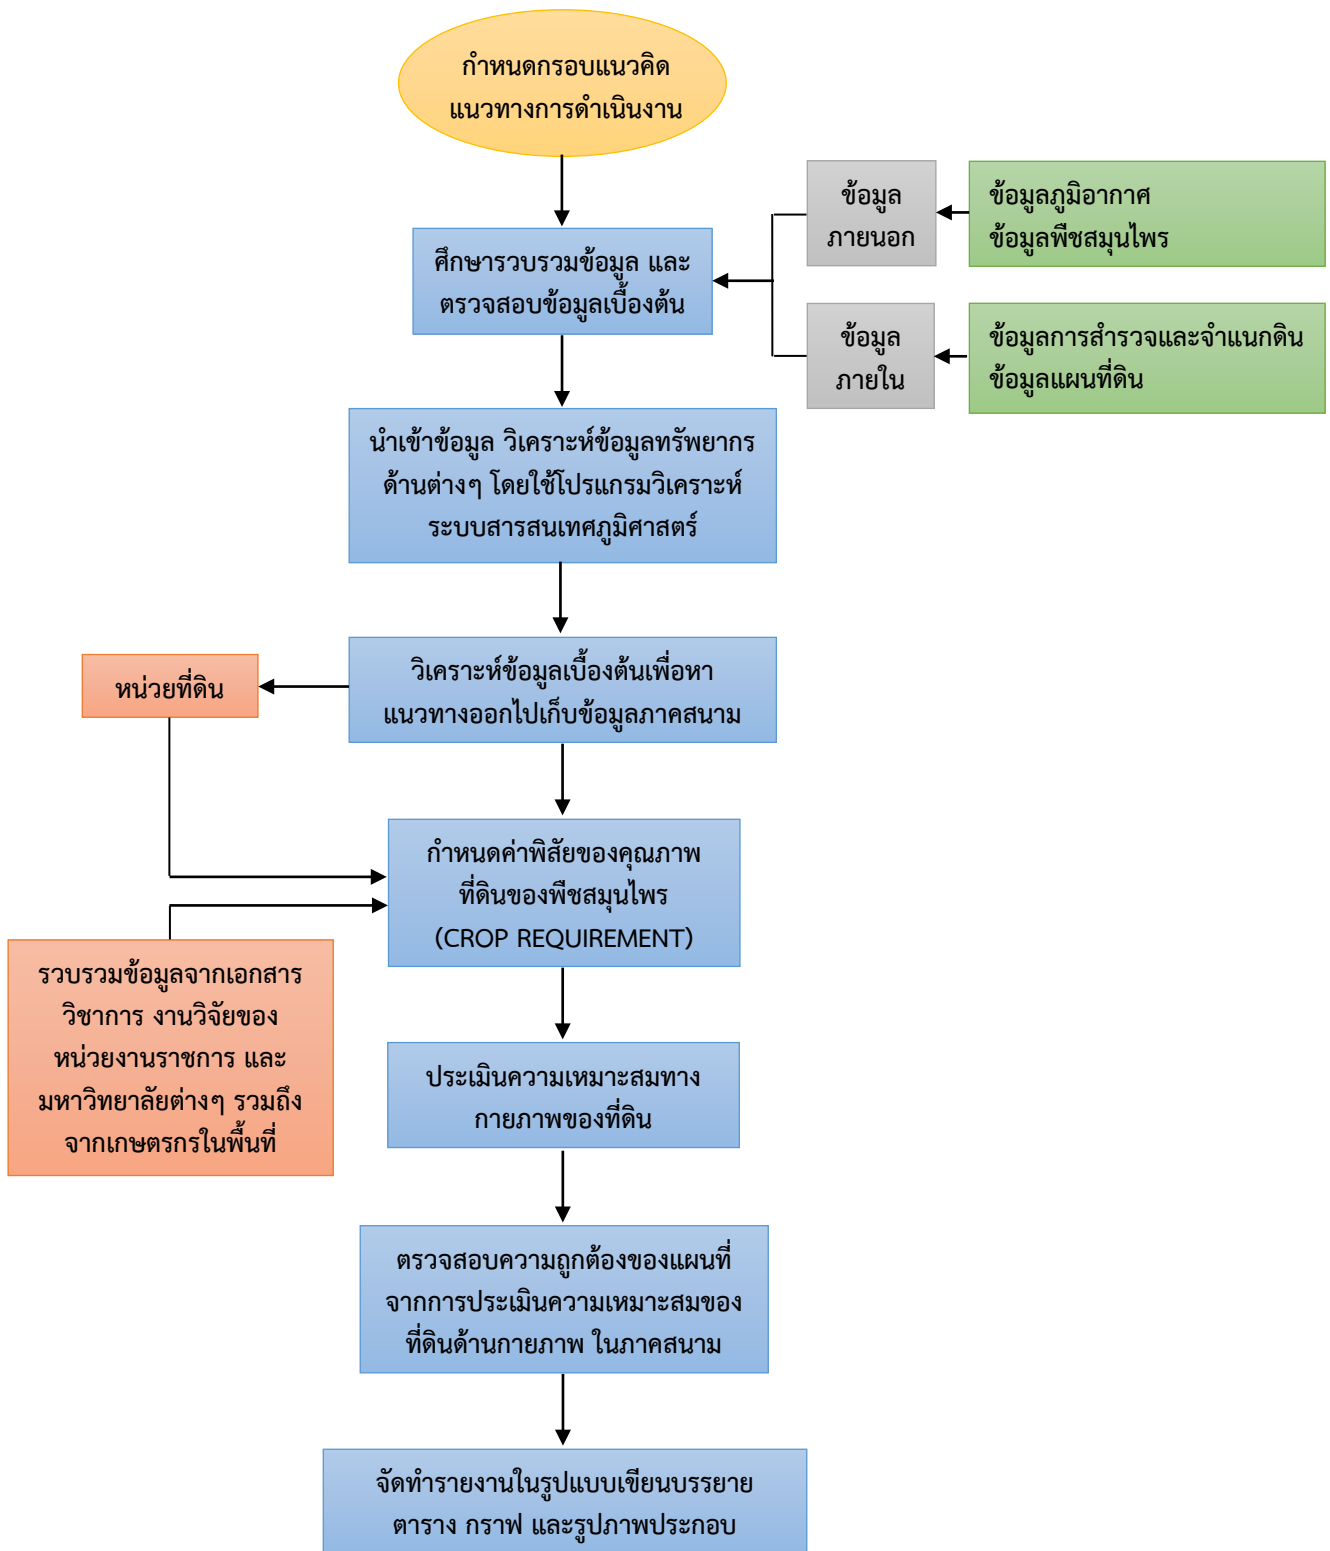 กำหนดกรอบแนวคิด
แนวทางการดำเนินงาน
ศึกษารวบรวมข้อมูล และ
ตรวจสอบข้อมูลเบื้องต้น
ข้อมูล
ภายนอก
ข้อมูลภูมิอากาศ
ข้อมูลพืชสมุนไพร
ข้อมูล
ภายใน
ข้อมูลการสำรวจและจำแนกดิน
ข้อมูลแผนที่ดิน
นำเข้าข้อมูล วิเคราะห์ข้อมูลทรัพยากร
ด้านต่างๆ โดยใช้โปรแกรมวิเคราะห์
ระบบสารสนเทศภูมิศาสตร์
วิเคราะห์ข้อมูลเบื้องต้นเพื่อหา
แนวทางออกไปเก็บข้อมูลภาคสนาม
หน่วยที่ดิน
กำหนดค่าพิสัยของคุณภาพ
ที่ดินของพืชสมุนไพร
(CROP REQUIREMENT)
รวบรวมข้อมูลจากเอกสาร
วิชาการ งานวิจัยของ
หน่วยงานราชการ และ
มหาวิทยาลัยต่างๆ รวมถึง
จากเกษตรกรในพื้นที่
ประเมินความเหมาะสมทาง
กายภาพของที่ดิน
ตรวจสอบความถูกต้องของแผนที่
จากการประเมินความเหมาะสมของ
ที่ดินด้านกายภาพ ในภาคสนาม
จัดทำรายงานในรูปแบบเขียนบรรยาย
ตาราง กราฟ และรูปภาพประกอบ